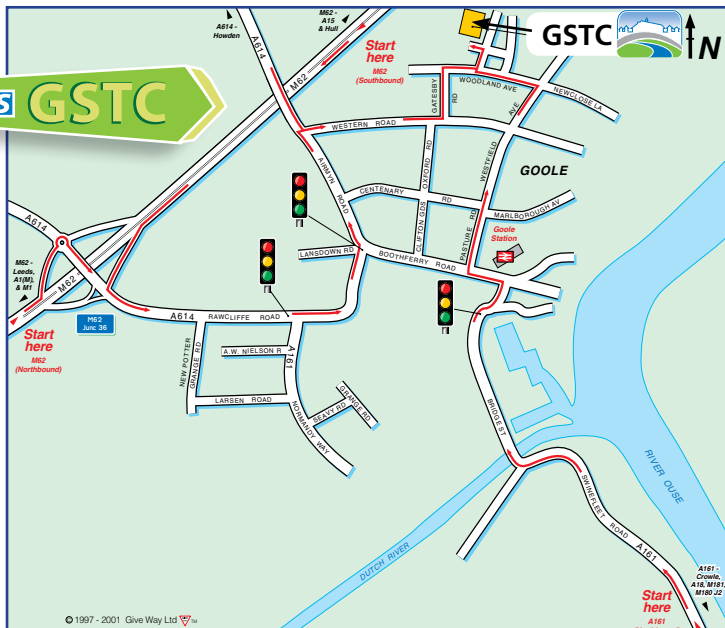 A614 -
Howden
M62 -
A15
& Hull
GSTC
N
Start
here
M62
(Southbound)
A614
M62
S GSTC
GATESBY
RD
WOODLAND AVE
NEWCLOSE LA
WESTERN ROAD
AVE
WESTFIELD
AIRMYN
ROAD
OXFORD RD
GOOLE
CENTENARY
RD
CLIFTON GDS
PASTURE RD
MARLBOROUGH AV
Goole
Station
A614
LANSDOWN RD
BOOTHFERRY ROAD
M62 -
Leeds,
A1(M),
& M1
M62
Start
here
M62
(Northbound)
M62
Junc 36
A614 RAWCLIFFE ROAD
NEW POTTER
GRANGE RD
A.W. NIELSON R
A161
LARSEN ROAD
NORMANDY WAY
SEAVY RD
GRANGE RD
BRIDGE ST
RIVER OUSE
SWINEFLEET
ROAD
A161
DUTCH RIVER
A161 -
Crowle,
A18, M181,
M180 J2
Start
here
A161
© 1997 - 2001 Give Way Ltd TM